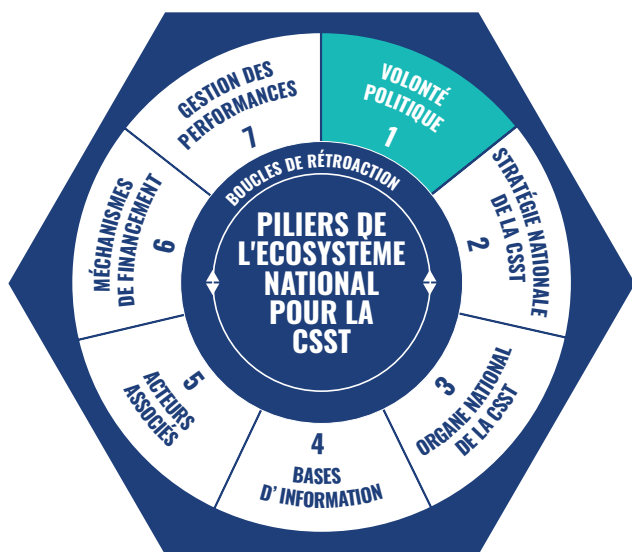 PILIERS DE
L'ECOSYSTÈME
NATIONAL
POUR LA
CSST
BOUCLES DE RÉTROACTION
VOLONTÉ
POLITIQUE
1
STRATÉGIE NATIONALE
DE LA CSST
2
3
ORGANE NATIONAL
DE LA CSST
4
BASES
D' INFORMATION
5
ACTEURS
ASSOCIÉS
MÉCHANISMES
DE FINANCEMENT
6
GESTION DES
PERFORMANCES
7